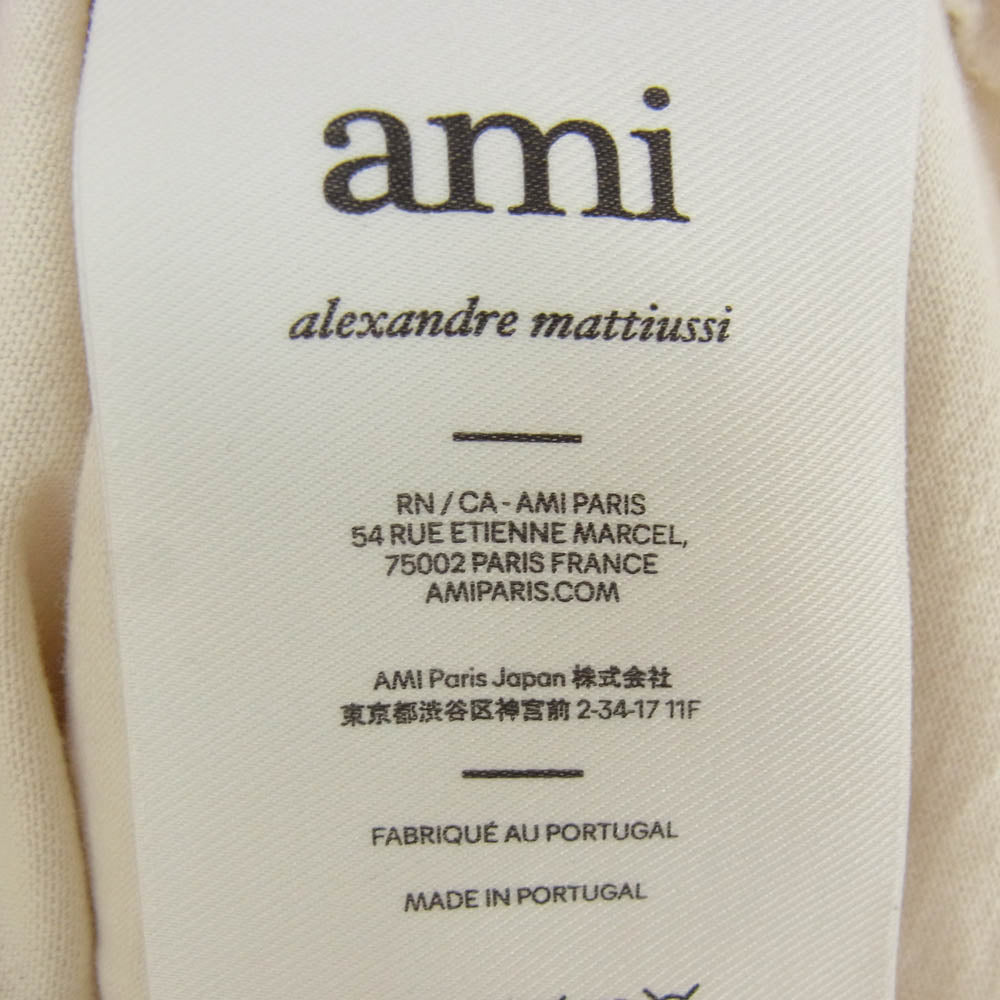 ami
alexandre mattiussi
RN / CA - AMI PARIS
54 RUE ETIENNE MARCEL,
75002 PARIS FRANCE
AMIPARIS.COM
AMI Paris Japan 株式会社
東京都渋谷区神宮前 2-34-17 11F
FABRIQUÉ AU PORTUGAL
MADE IN PORTUGAL